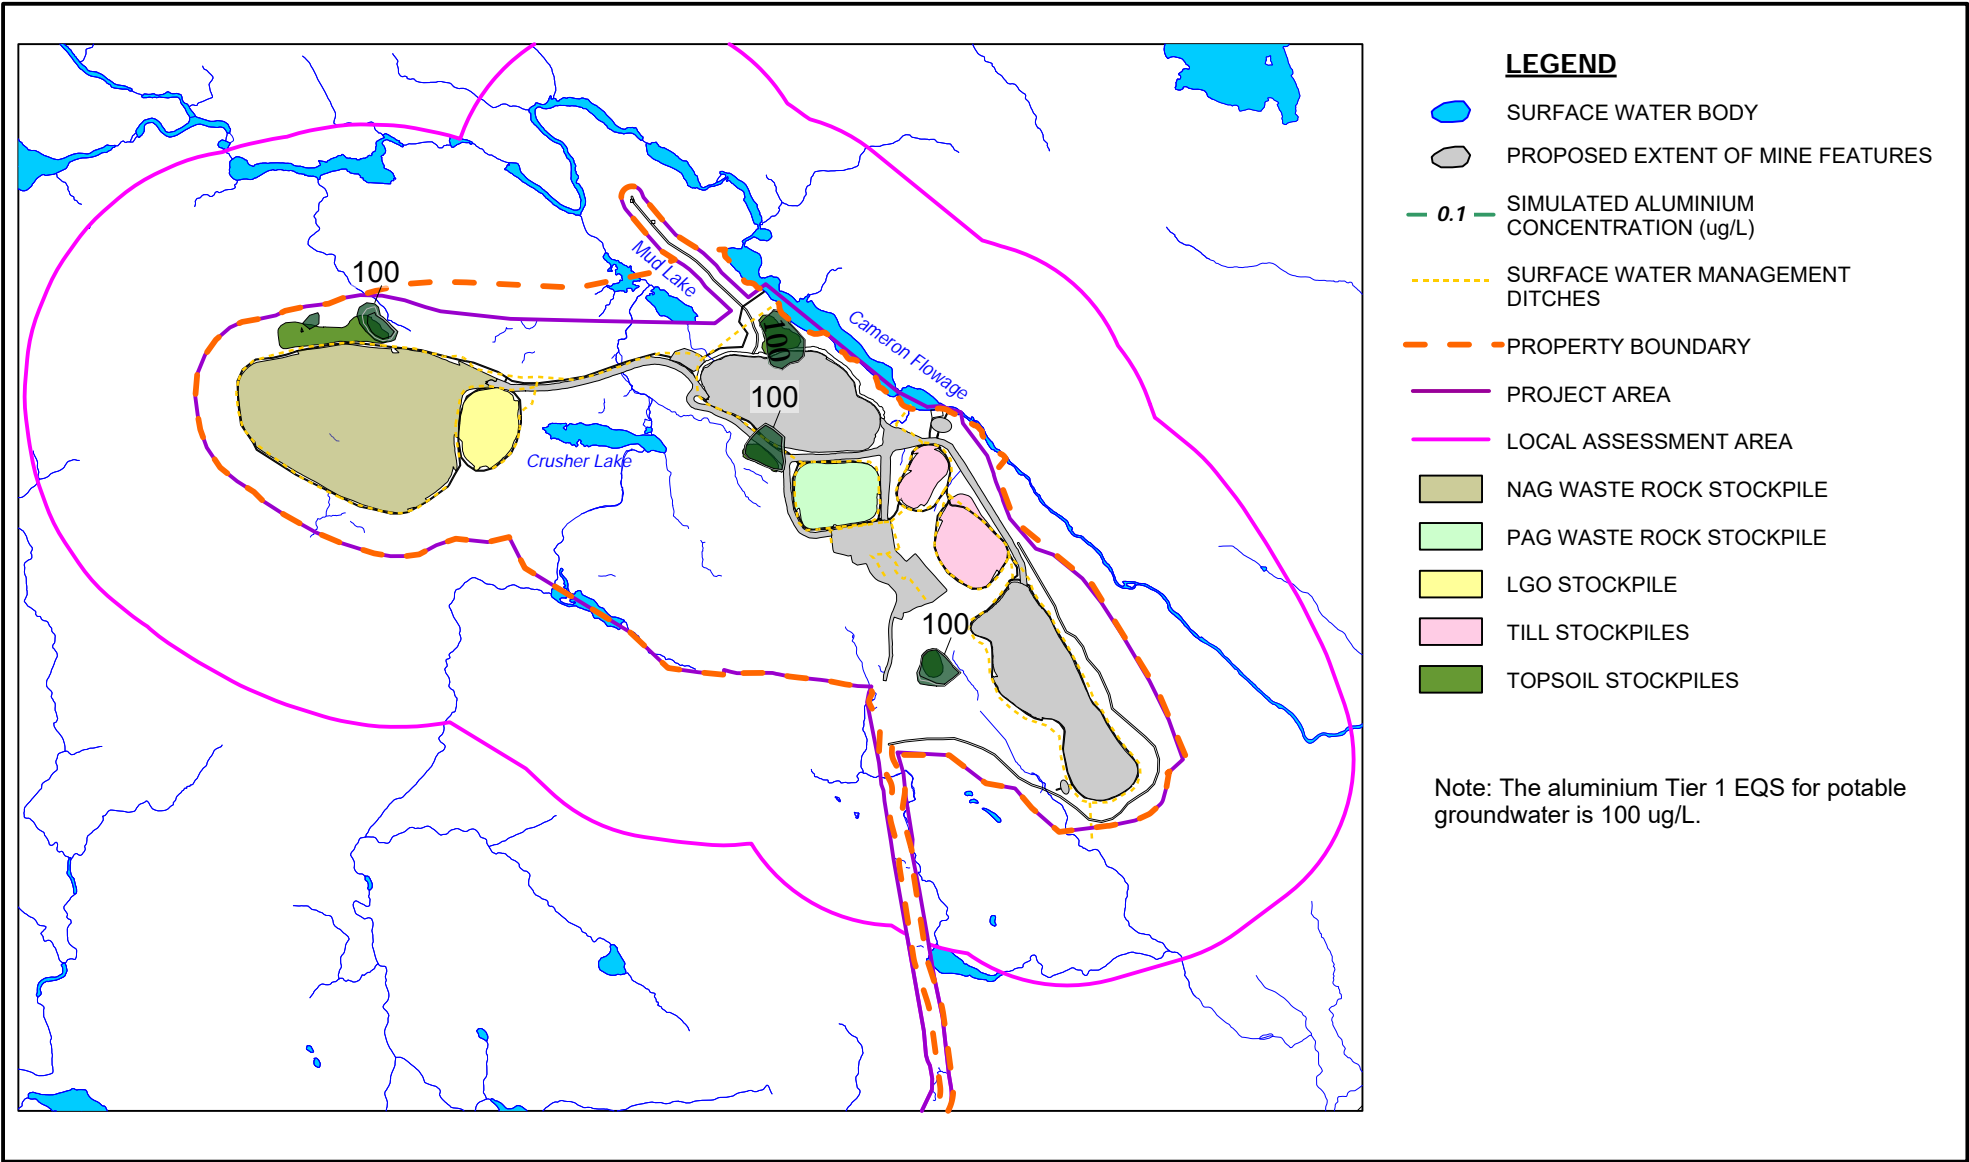 LEGEND
SURFACE WATER BODY
PROPOSED EXTENT OF MINE FEATURES
0.1
SIMULATED ALUMINIUM
CONCENTRATION (ug/L)
SURFACE WATER MANAGEMENT
DITCHES
PROPERTY BOUNDARY
PROJECT AREA
LOCAL ASSESSMENT AREA
NAG WASTE ROCK STOCKPILE
PAG WASTE ROCK STOCKPILE
LGO STOCKPILE
TILL STOCKPILES
TOPSOIL STOCKPILES
Note: The aluminium Tier 1 EQS for potable
groundwater is 100 ug/L.
Mud Lake
100
Cameron Flowage
100
100
Crusher Lake
100